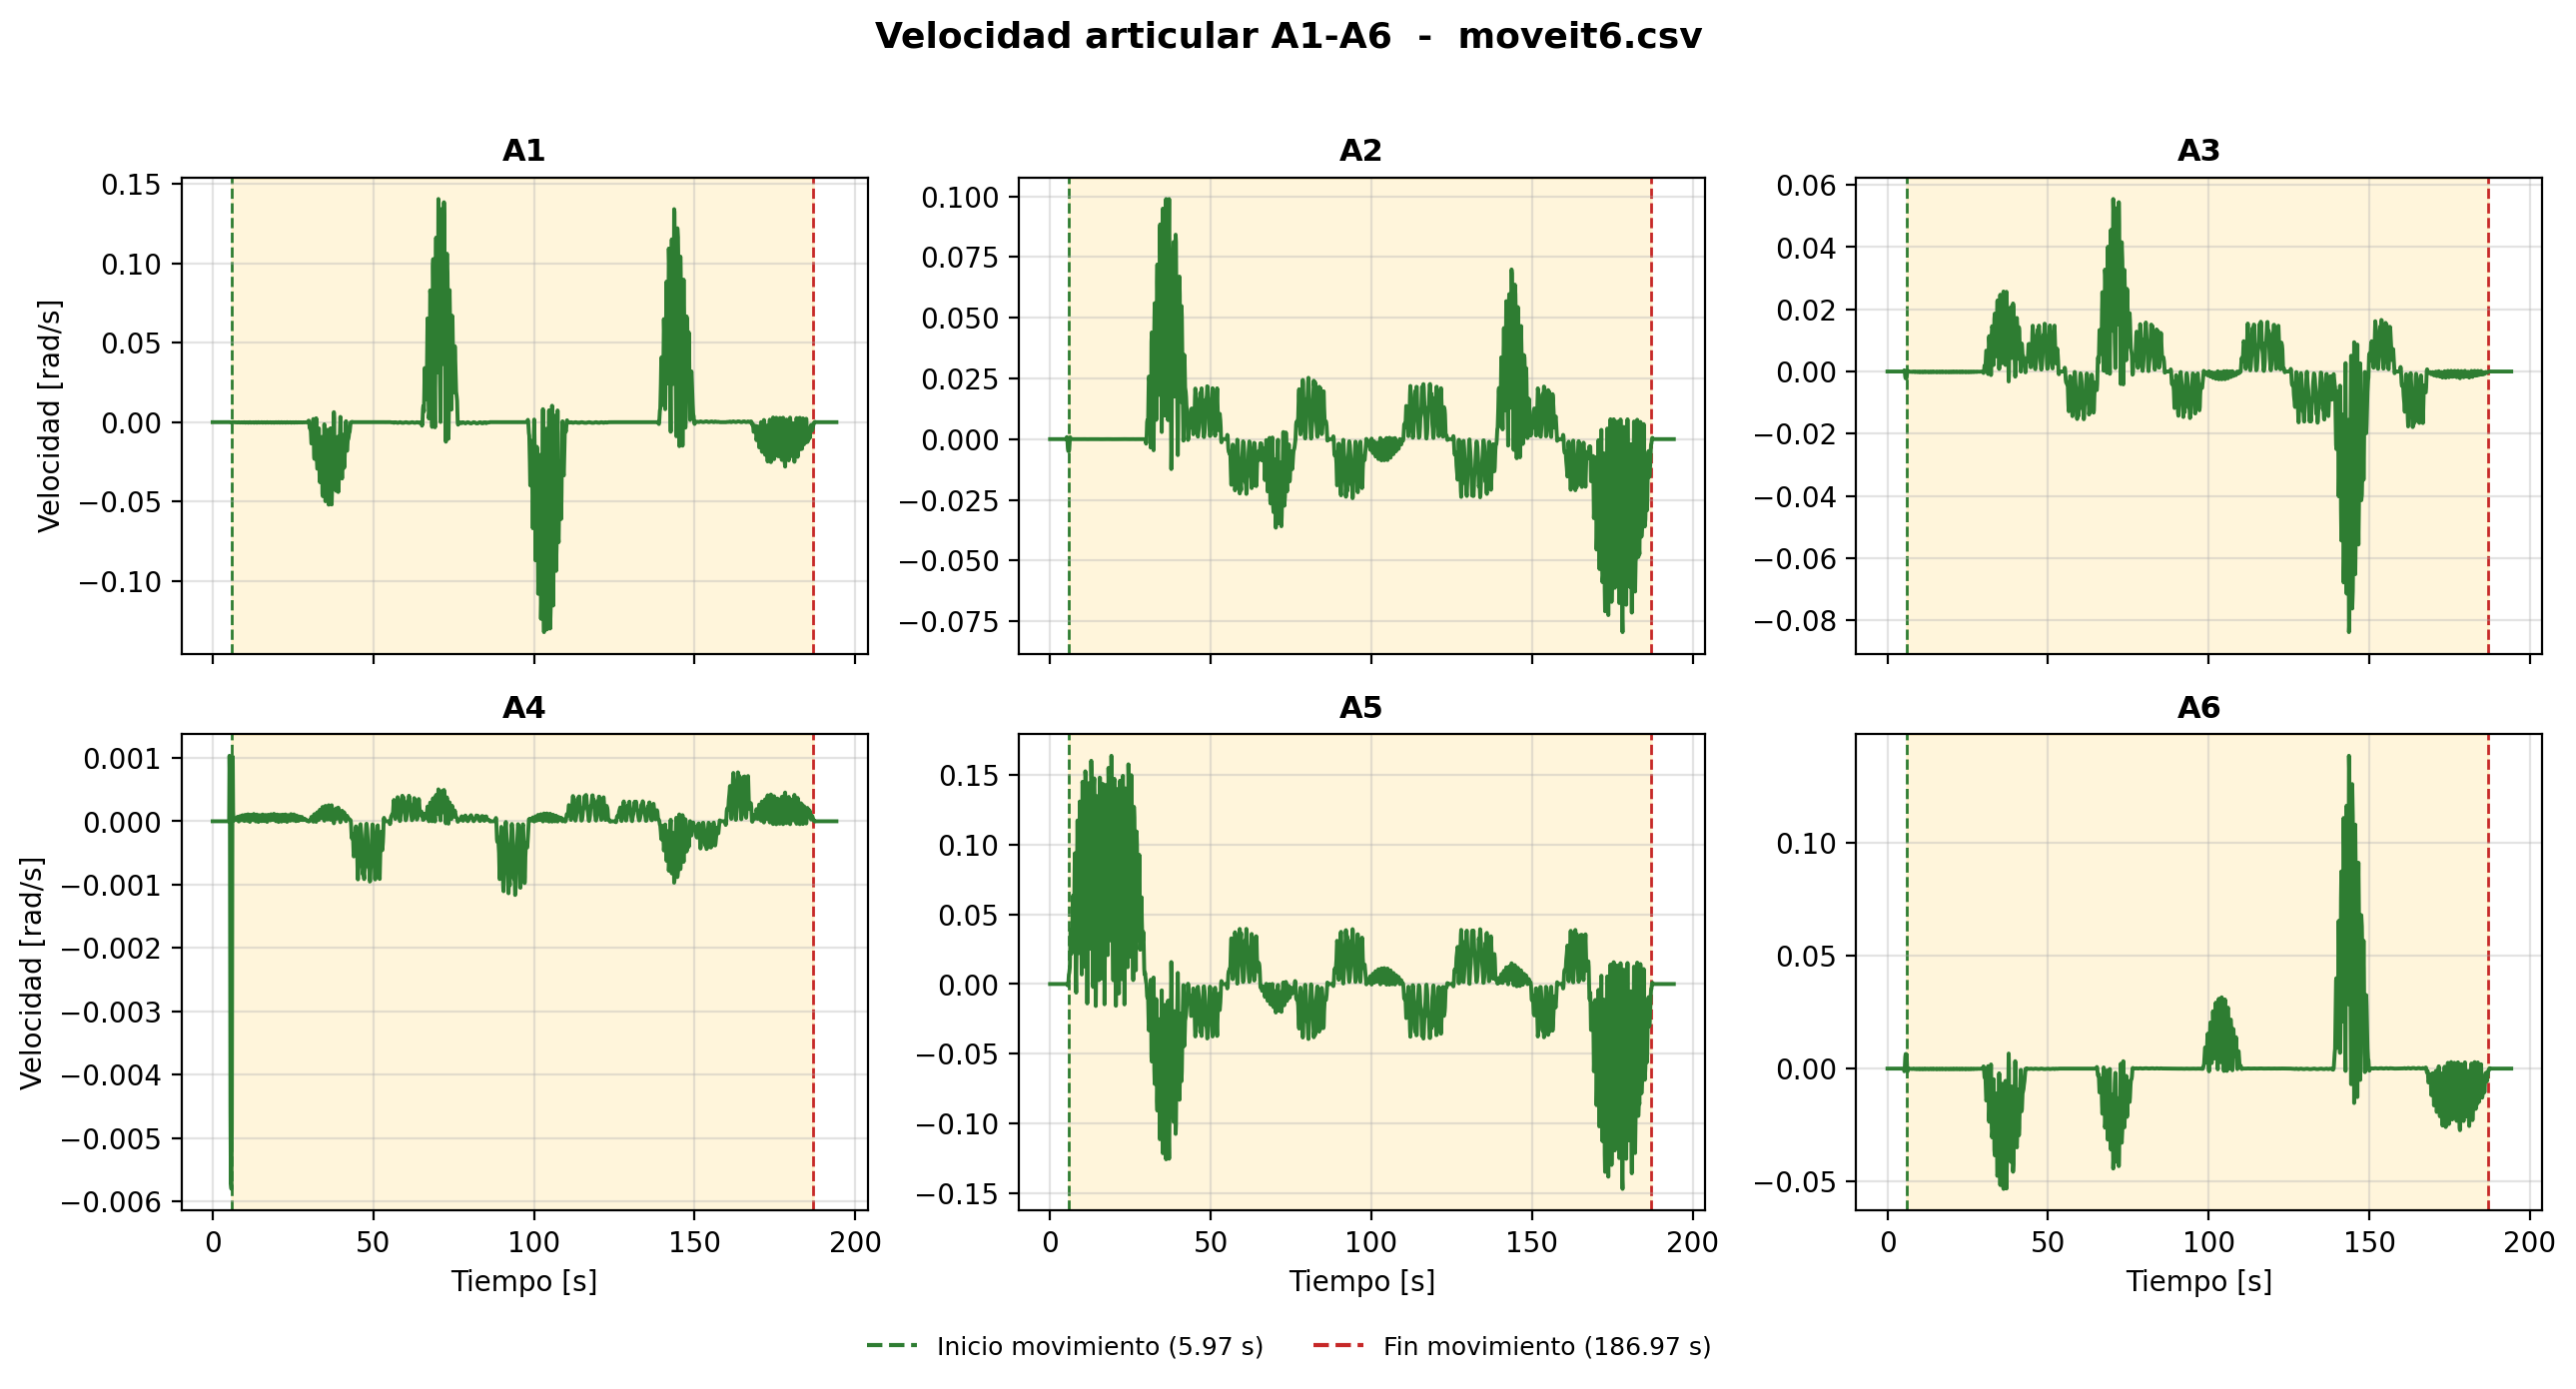 Velocidad articular A1-A6  -  moveit6.csv
A1
A2
A3
Velocidad [rad/s]
0.15
0.10
0.05
0.00
−0.05
−0.10
0.100
0.075
0.050
0.025
0.000
−0.025
−0.050
−0.075
0.06
0.04
0.02
0.00
−0.02
−0.04
−0.06
−0.08
A4
A5
A6
Velocidad [rad/s]
0.001
0.000
−0.001
−0.002
−0.003
−0.004
−0.005
−0.006
0.15
0.10
0.05
0.00
−0.05
−0.10
−0.15
0.10
0.05
0.00
−0.05
0 50 100 150 200
0 50 100 150 200
0 50 100 150 200
Tiempo [s]
Tiempo [s]
Tiempo [s]
Inicio movimiento (5.97 s)
Fin movimiento (186.97 s)